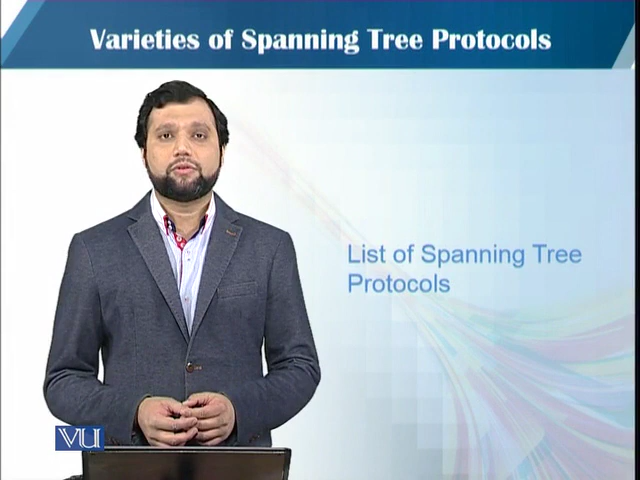 Varieties of Spanning Tree Protocols
List of Spanning Tree
Protocols
VU